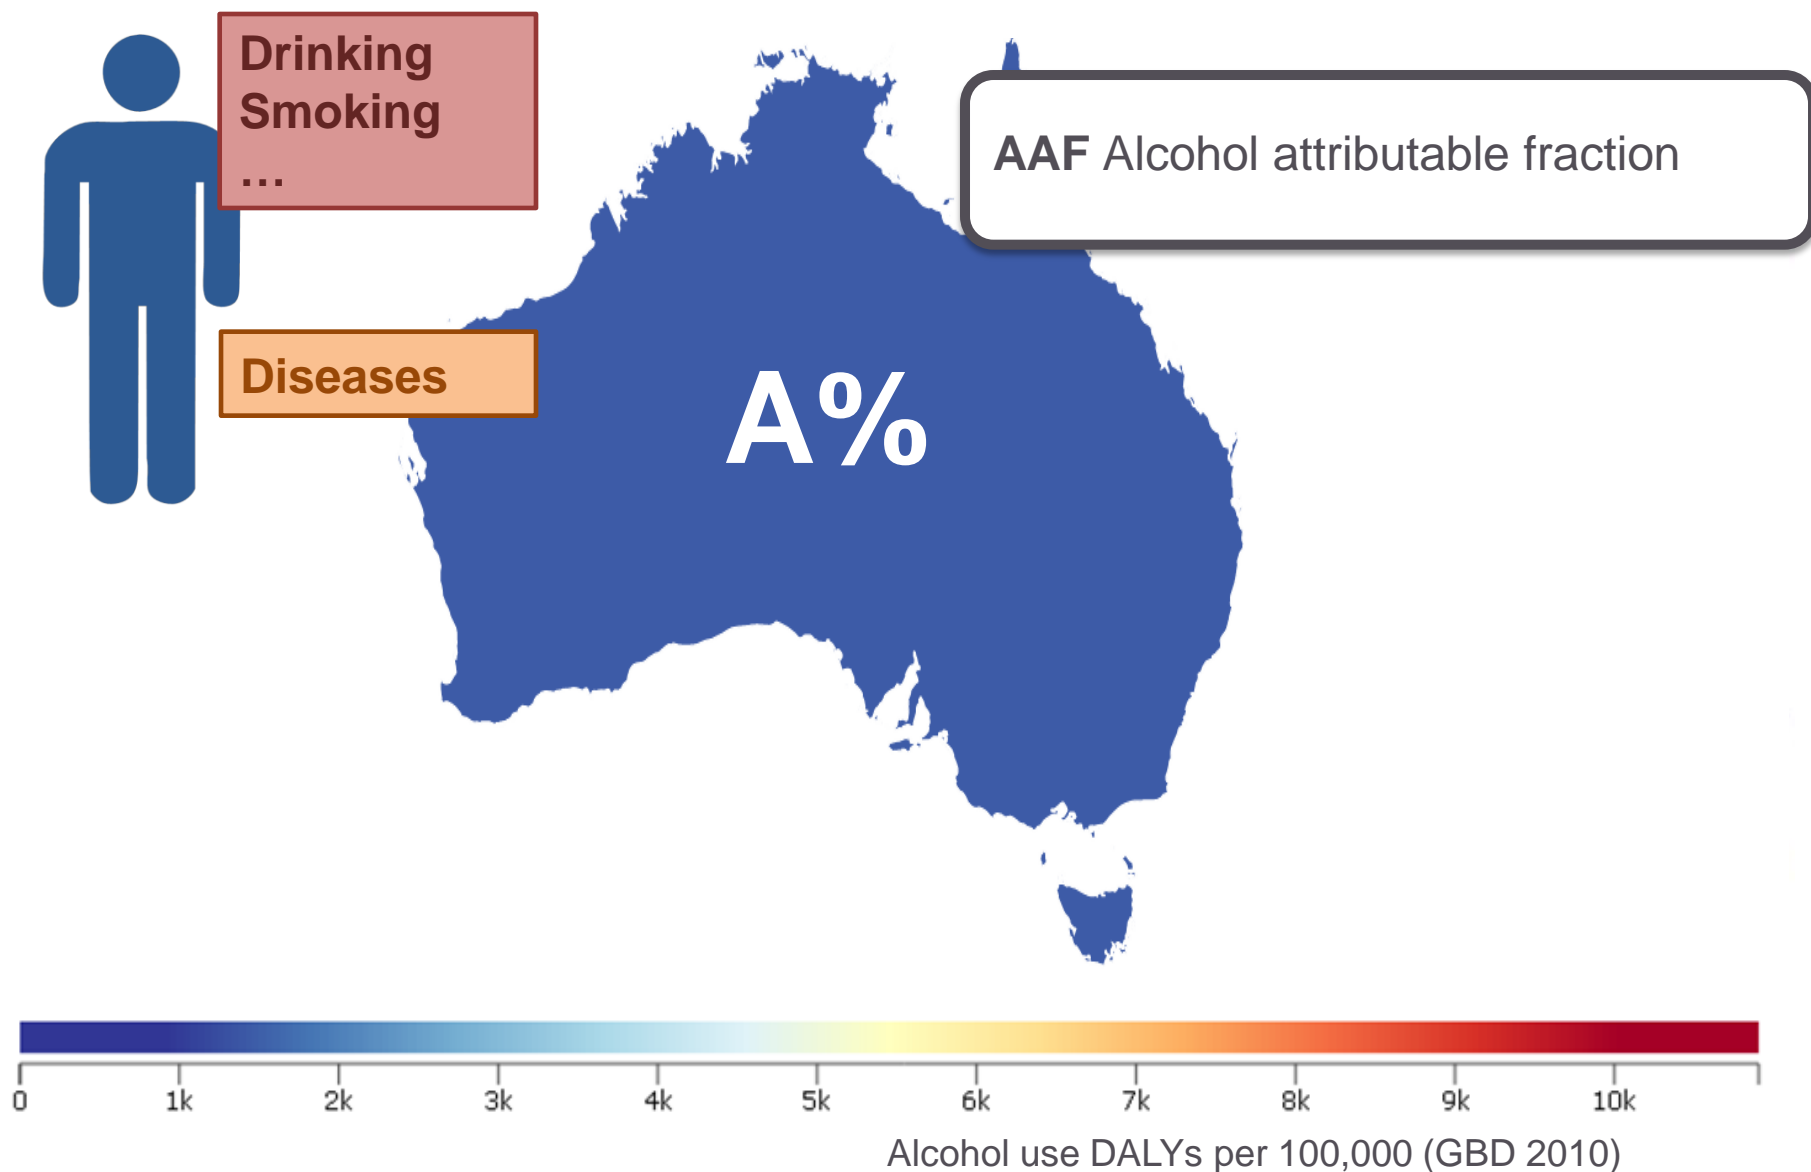 Drinking
Smoking
…
AAF Alcohol attributable fraction
Diseases
A%
0 1k 2k 3k 4k 5k 6k 7k 8k 9k 10k
Alcohol use DALYs per 100,000 (GBD 2010)